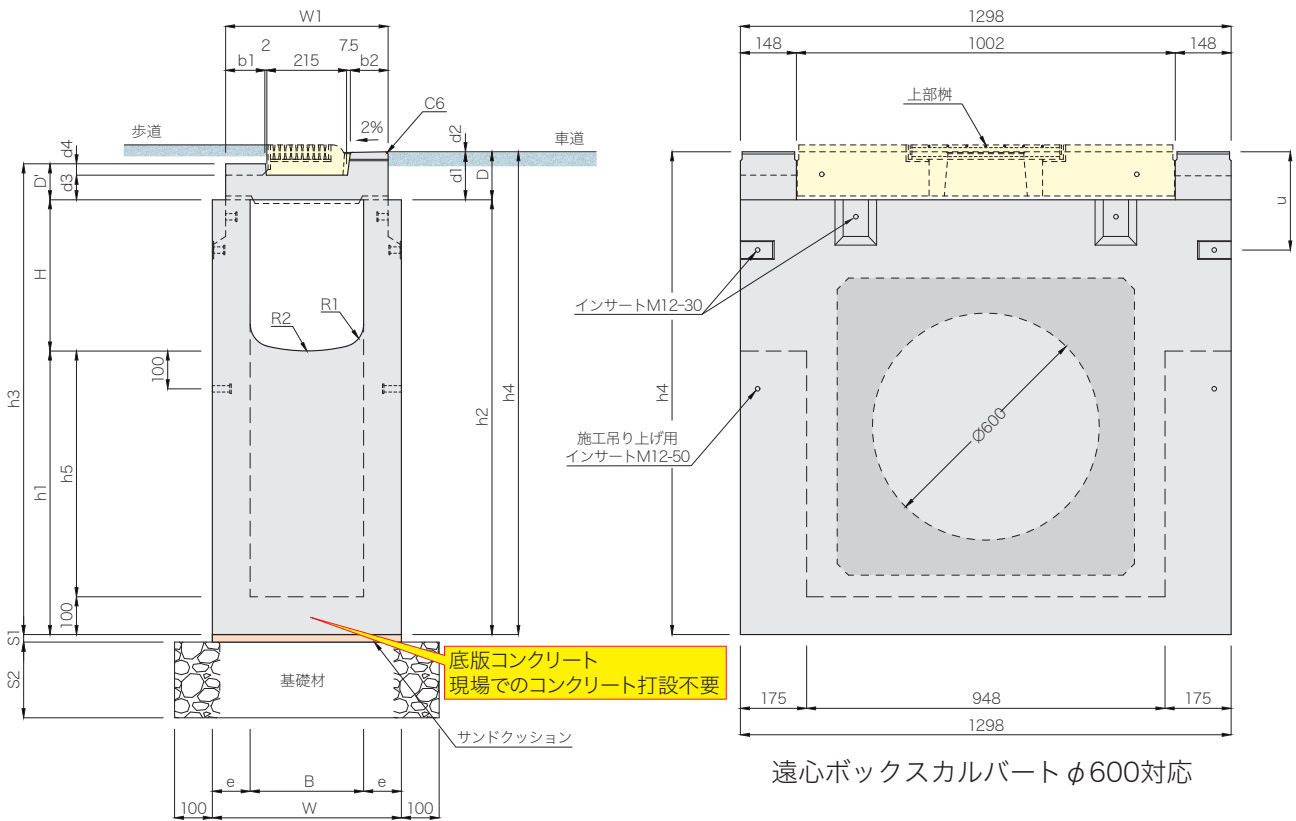 W1
2
7.5
b1
215
b2
C6
2%
歩道
車道
d4
D'
d3
d2
d1
D
H
R2
R1
100
h3
h1
h5
h2
h4
100
S1
S2
基礎材
底版コンクリート
現場でのコンクリート打設不要
サンドクッション
e
B
e
100
W
100
1298
148
1002
148
上部桝
u
インサートM12-30
h4
Ø600
施工吊り上げ用
インサートM12-50
175
948
175
1298
遠心ボックスカルバートφ600対応